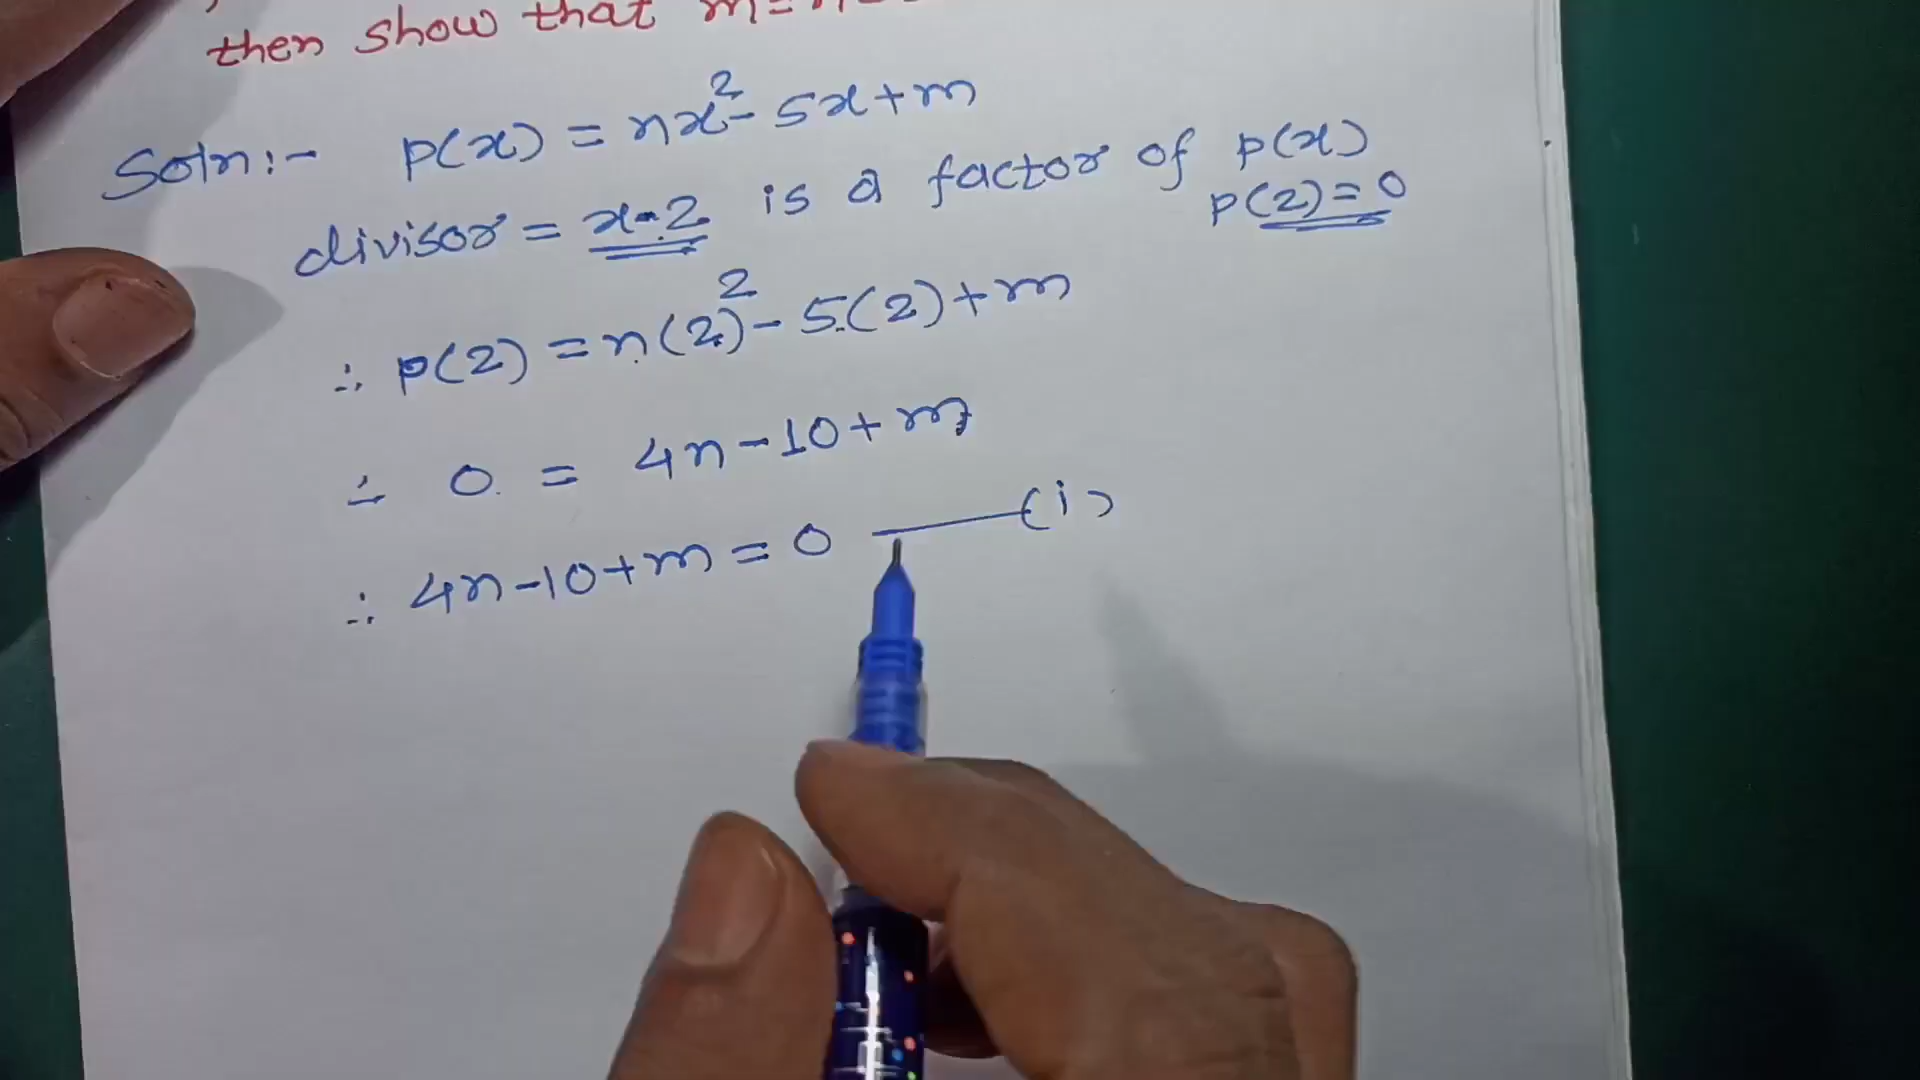 then show that m=n=
Soln:- p(x) = nx²- 5x+m
divisor = x-2 is a factor of p(x)
p(2)=0
∴ p(2) = n(2)²- 5(2)+m
∴ 0 = 4n-10+m
∴ 4n-10+m=0 —(i)